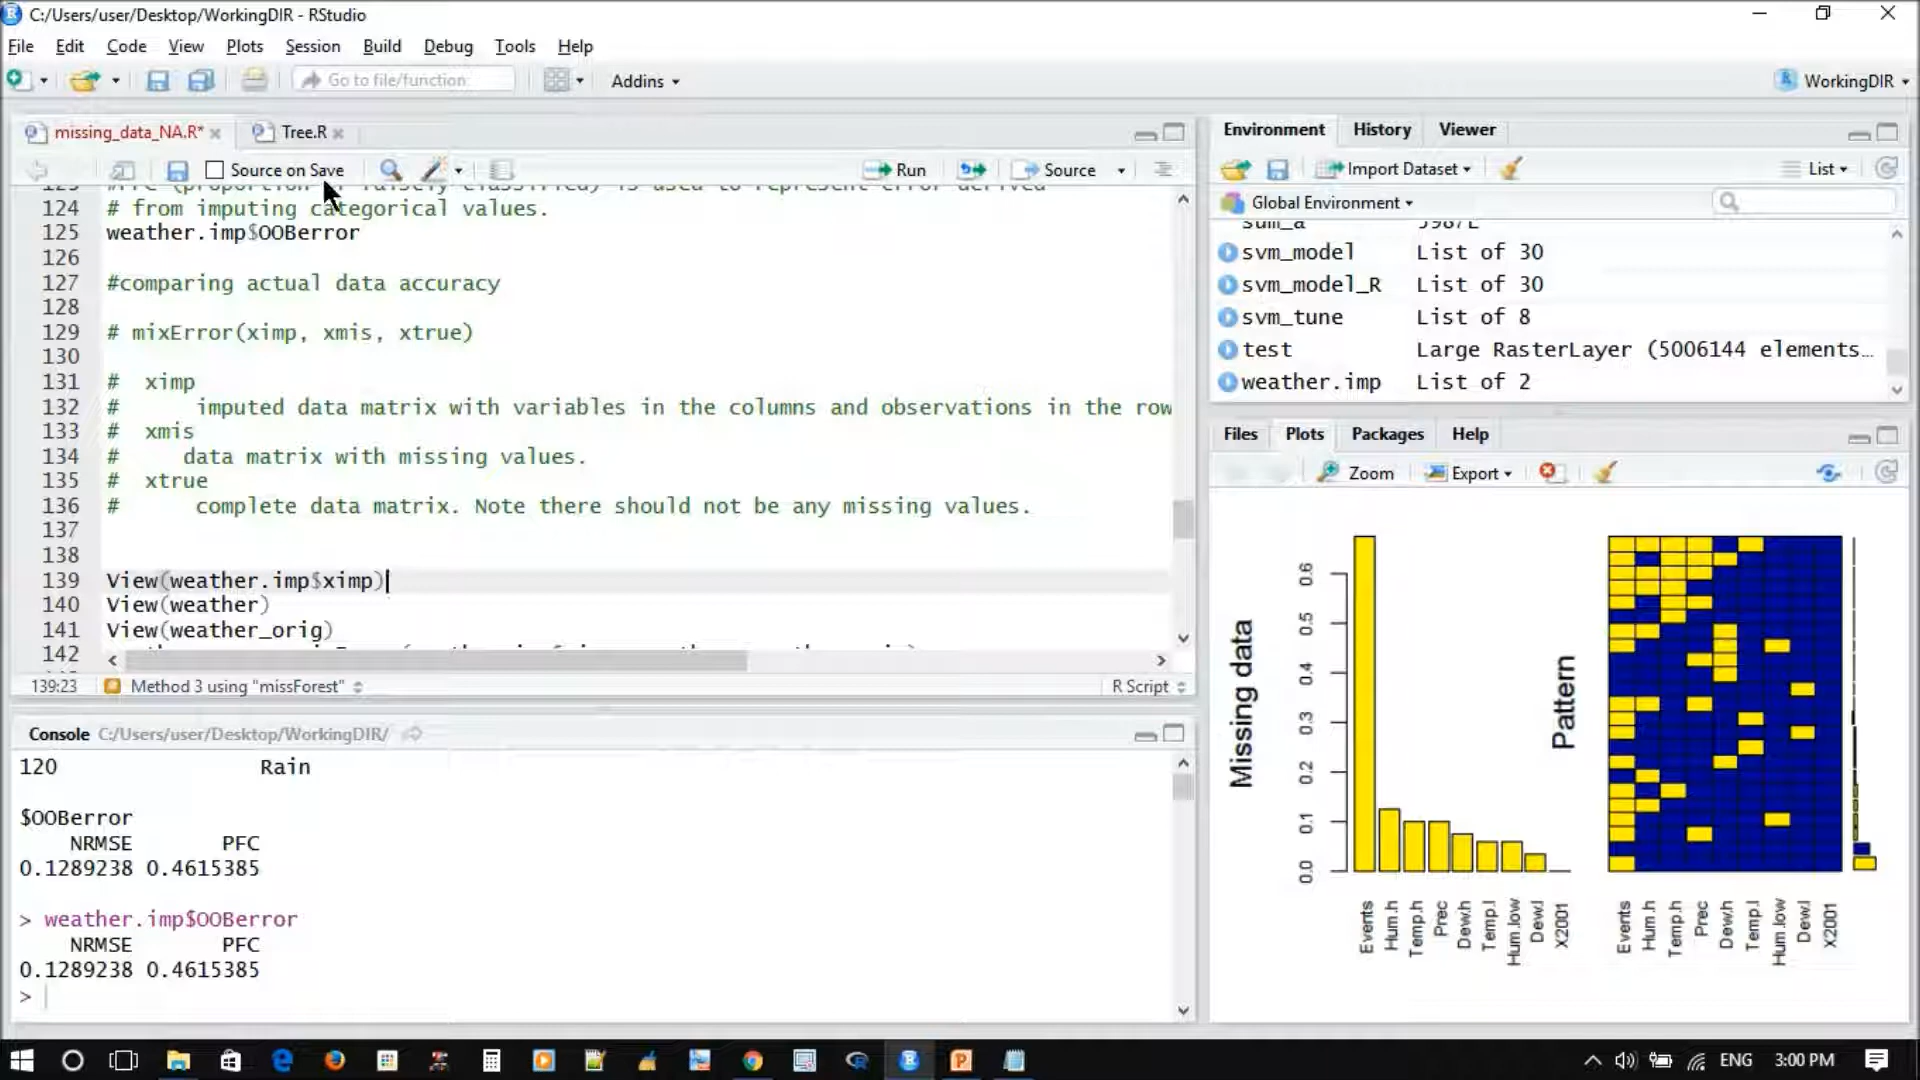 C:/Users/user/Desktop/WorkingDIR - RStudio
File Edit Code View Plots Session Build Debug Tools Help
Go to file/function
Addins
WorkingDIR
missing_data_NA.R*
Tree.R
Source on Save
Run
Source
124 # from imputing categorical values.
125 weather.imp$OOBerror
126
127 #comparing actual data accuracy
128
129 # mixError(ximp, xmis, xtrue)
130
131 # ximp
132 # imputed data matrix with variables in the columns and observations in the row
133 # xmis
134 # data matrix with missing values.
135 # xtrue
136 # complete data matrix. Note there should not be any missing values.
137
138
139 View(weather.imp$ximp)
140 View(weather)
141 View(weather_orig)
142
139:23 Method 3 using "missForest" R Script
Console C:/Users/user/Desktop/WorkingDIR/
120 Rain
$OOBerror
NRMSE PFC
0.1289238 0.4615385
> weather.imp$OOBerror
NRMSE PFC
0.1289238 0.4615385
>
Environment History Viewer
Import Dataset List
Global Environment
svm_model List of 30
svm_model_R List of 30
svm_tune List of 8
test Large RasterLayer (5006144 elements…
weather.imp List of 2
Files Plots Packages Help
Zoom Export
Missing data
0.0 0.1 0.2 0.3 0.4 0.5 0.6
Events Hum.h Temp.h Prec Dew.h Temp.l Hum.low Dew.l X2001
Pattern
Events Hum.h Temp.h Prec Dew.h Temp.l Hum.low Dew.l X2001
ENG 3:00 PM